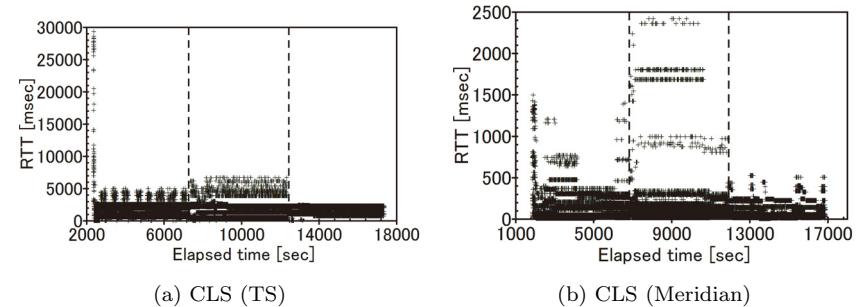 30000
25000
20000
15000
10000
5000
0
RTT [msec]
2000 6000 10000 14000 18000
Elapsed time [sec]
(a) CLS (TS)
2500
2000
1500
1000
500
0
RTT [msec]
1000 5000 9000 13000 17000
Elapsed time [sec]
(b) CLS (Meridian)